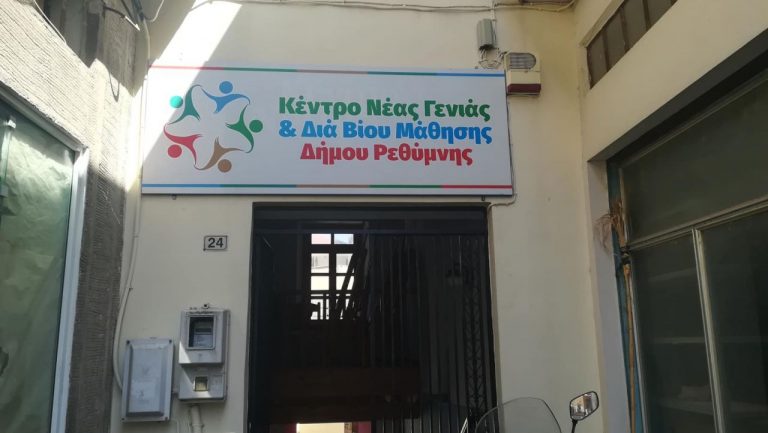 Κέντρο Νέας Γενιάς
& Διά Βίου Μάθησης
Δήμου Ρεθύμνης
24